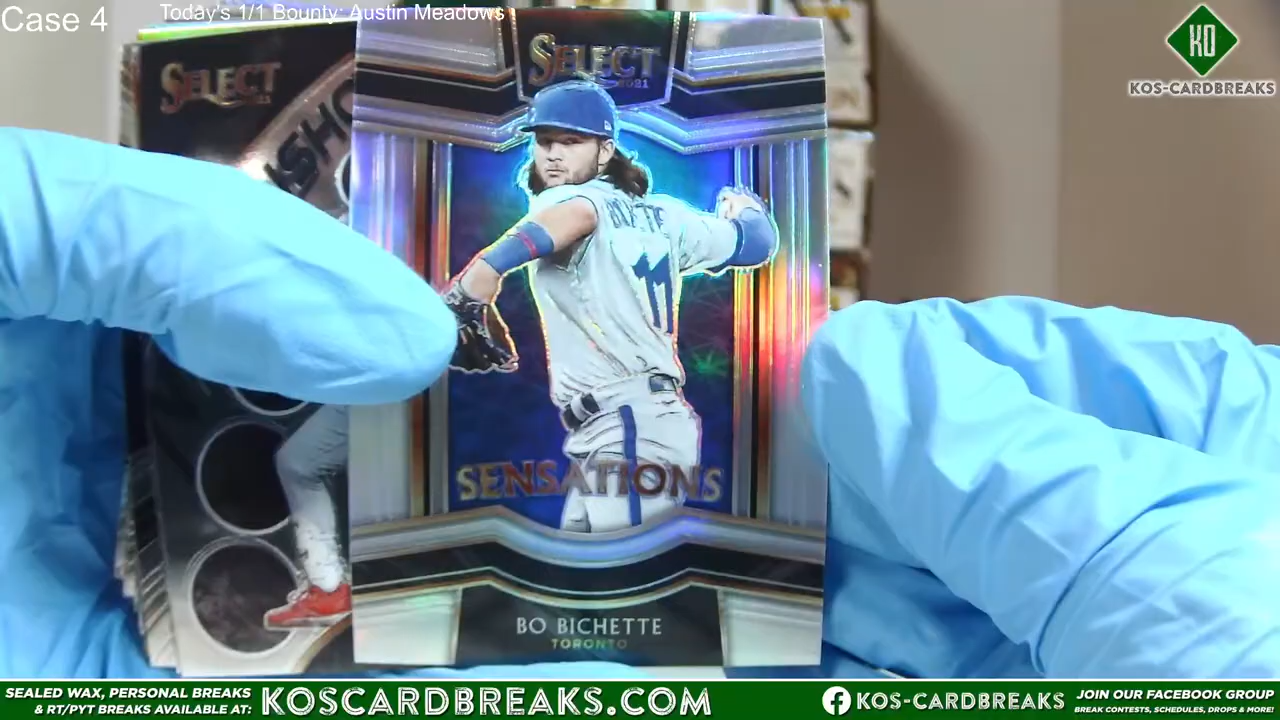 Case 4
Today's 1/1 Bounty: Austin Meadows
KO
KOS-CARDBREAKS
SELECT
SELECT
2021
BICHETTE
11
SENSATIONS
BO BICHETTE
TORONTO
SEALED WAX, PERSONAL BREAKS
& RT/PYT BREAKS AVAILABLE AT:
KOSCARDBREAKS.COM
KOS-CARDBREAKS
JOIN OUR FACEBOOK GROUP
BREAK CONTESTS, SCHEDULES, DROPS & MORE!